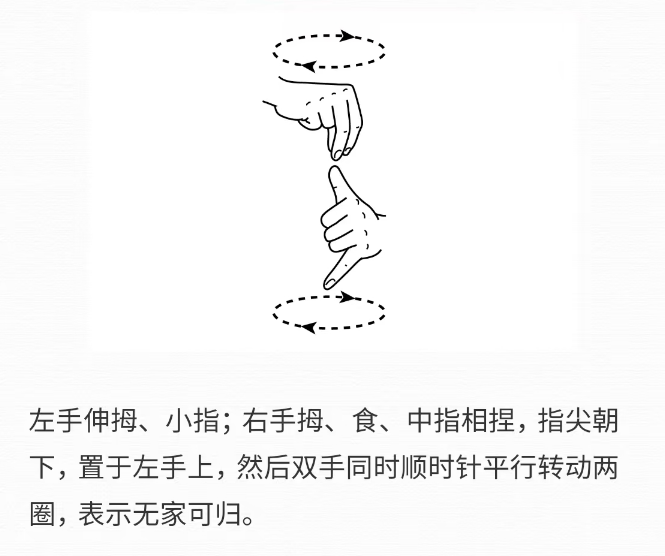 左手伸拇、小指；右手拇、食、中指相捏，指尖朝
下，置于左手上，然后双手同时顺时针平行转动两
圈，表示无家可归。